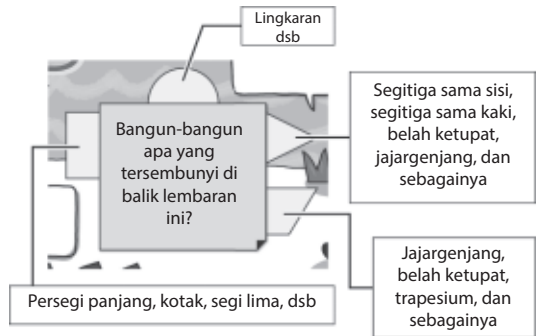 Lingkaran
dsb
Bangun-bangun
apa yang
tersembunyi di
balik lembaran
ini?
Segitiga sama sisi,
segitiga sama kaki,
belah ketupat,
jajargenjang, dan
sebagainya
Persegi panjang, kotak, segi lima, dsb
Jajargenjang,
belah ketupat,
trapesium, dan
sebagainya